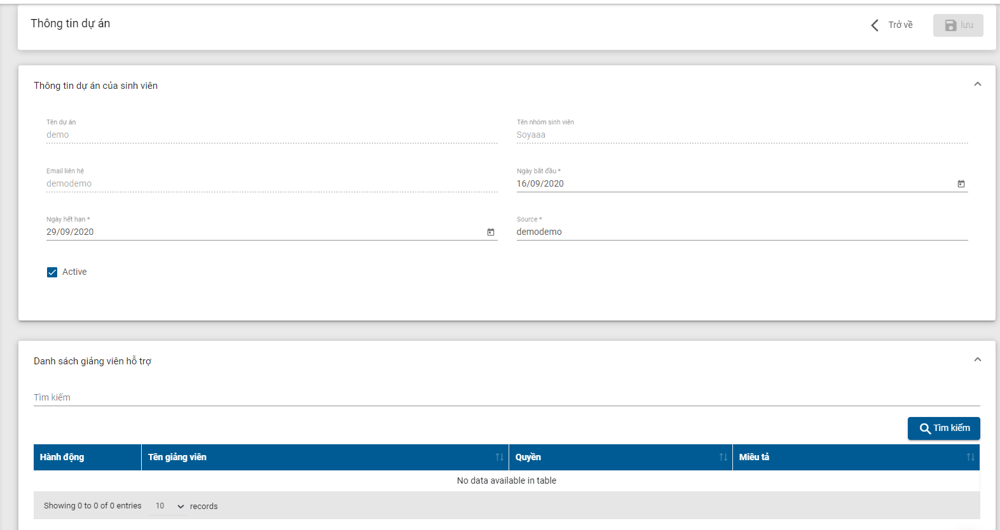 Thông tin dự án
Trở về
lưu
Thông tin dự án của sinh viên
Tên dự án
demo
Tên nhóm sinh viên
Soyaaa
Email liên hệ
demodemo
Ngày bắt đầu *
16/09/2020
Ngày hết hạn *
29/09/2020
Source *
demodemo
Active
Danh sách giảng viên hỗ trợ
Tìm kiếm
Tìm kiếm
Hành động Tên giảng viên Quyền Miêu tả
No data available in table
Showing 0 to 0 of 0 entries 10 records